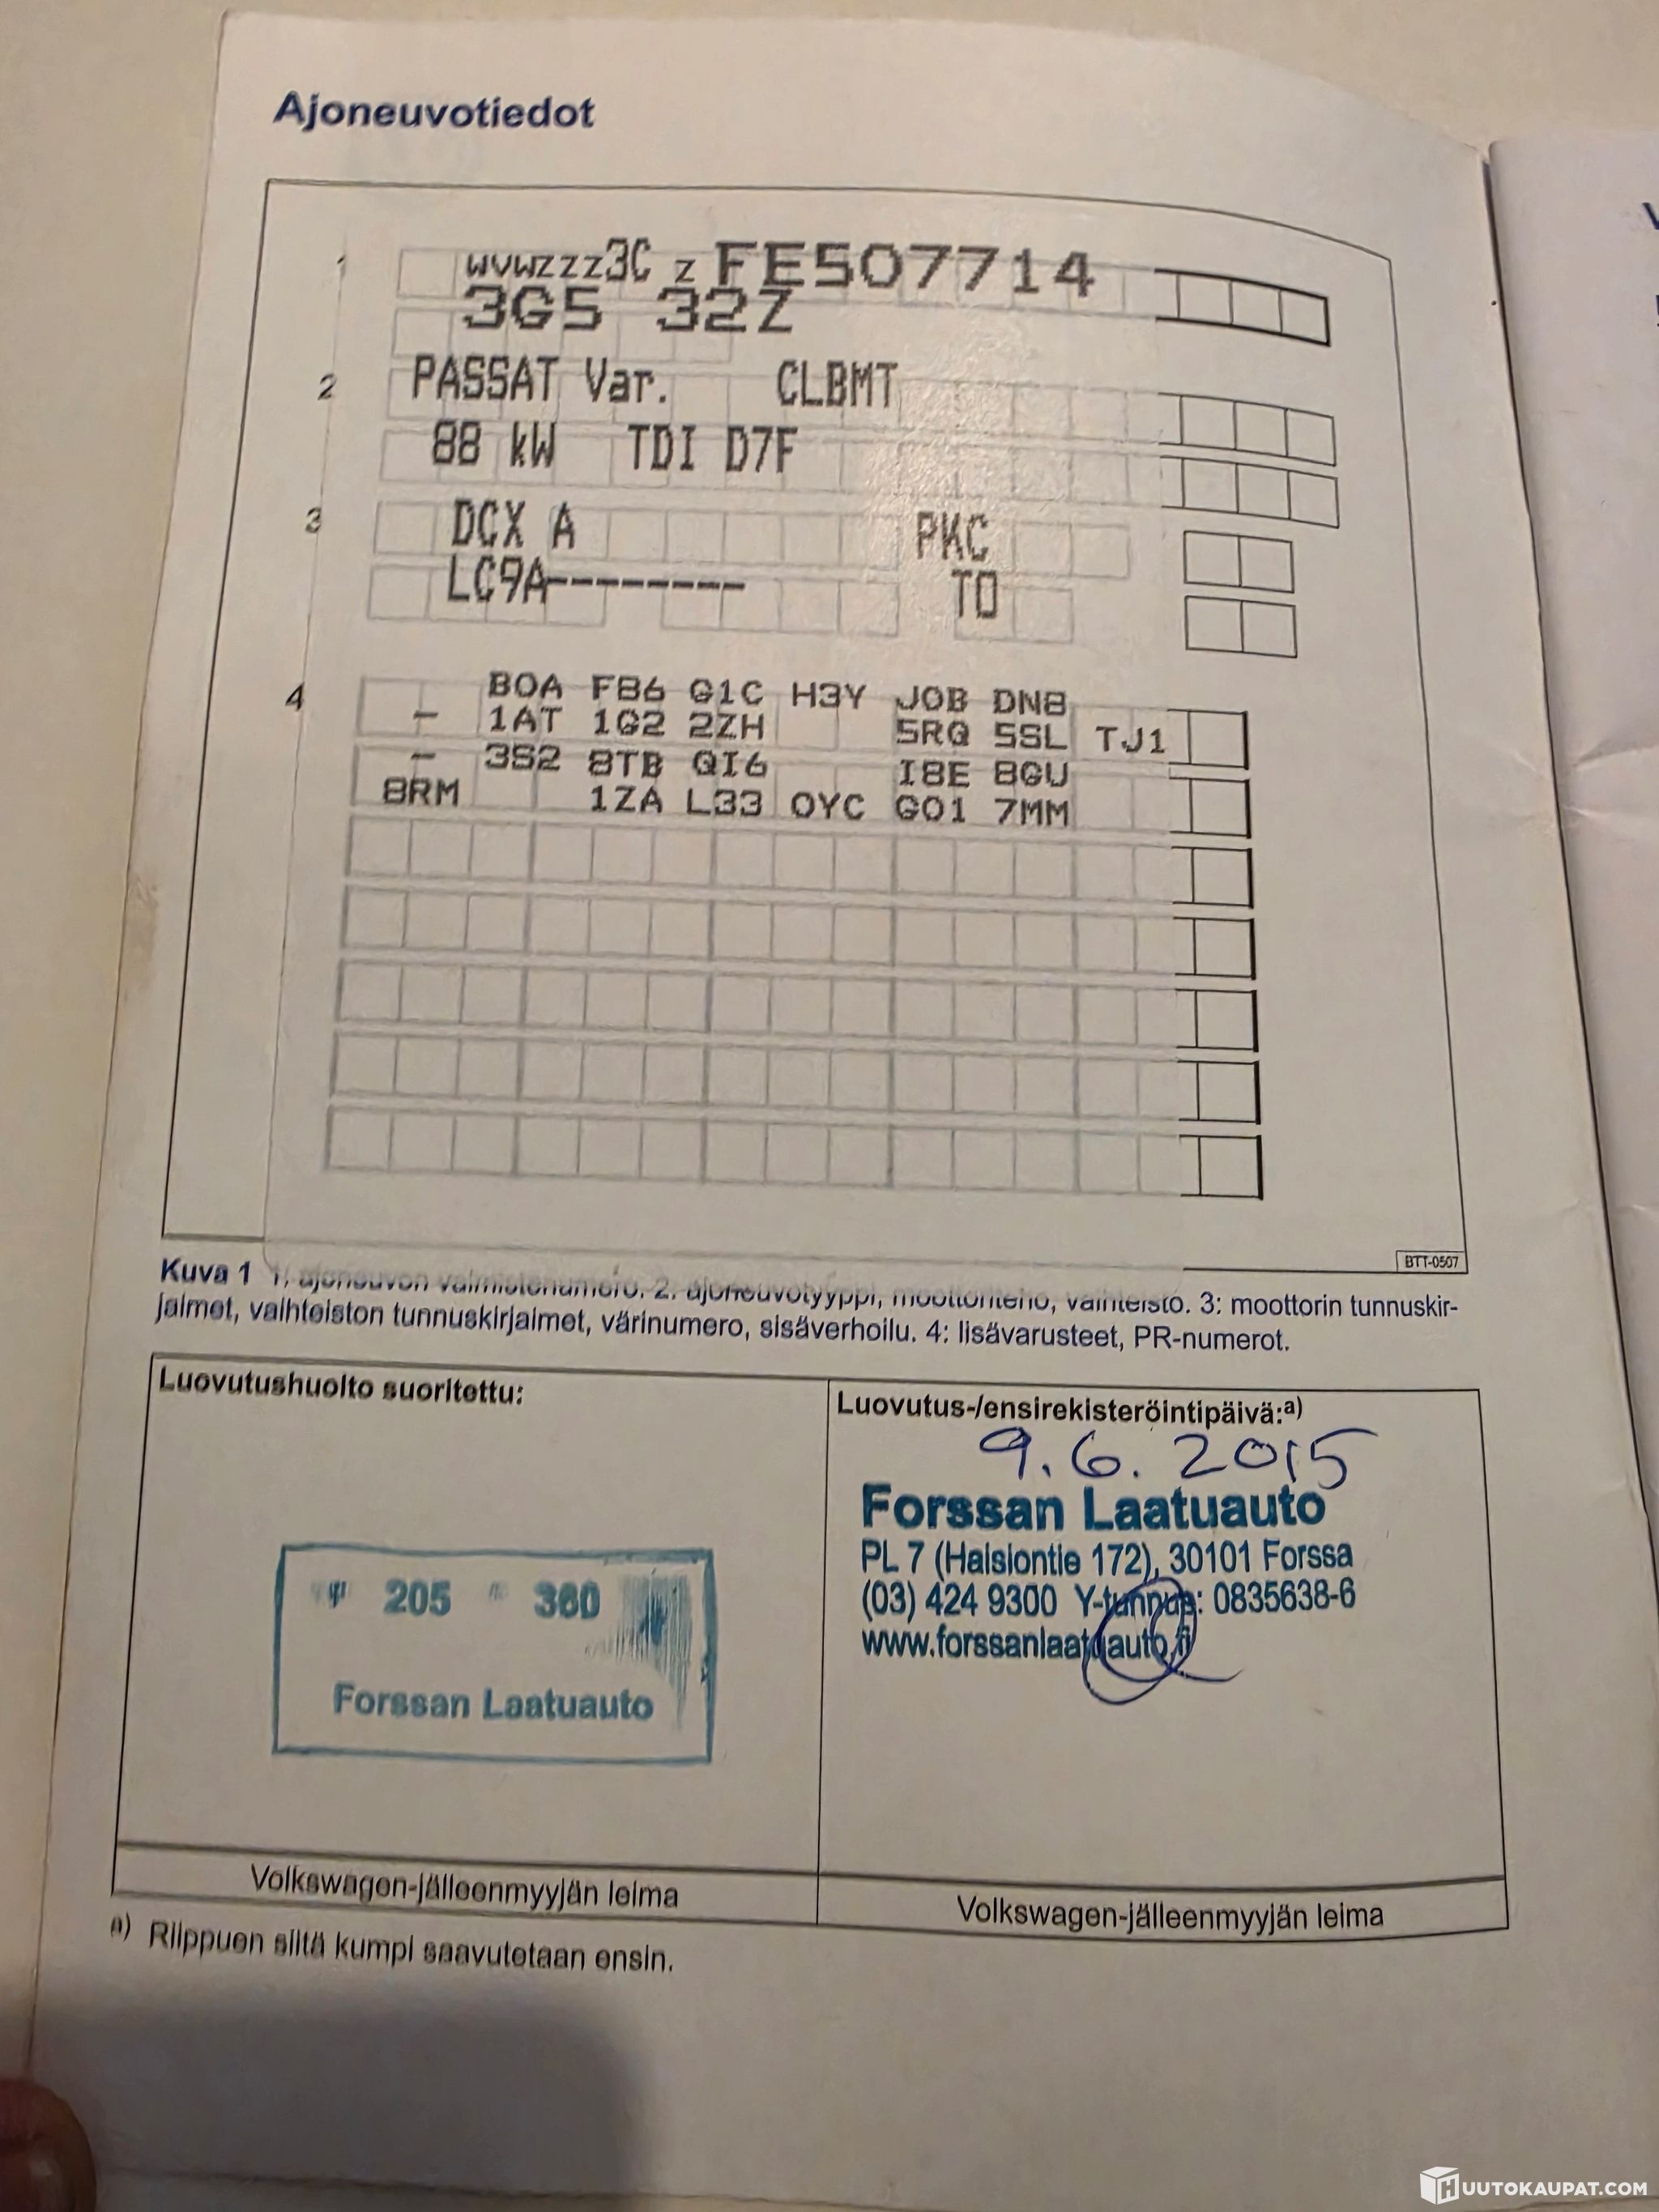 Ajoneuvotiedot
1 WVWZZZ3C Z FE507714
3G5 32Z
2 PASSAT Var. CLBMT
88 kW TDI D7F
3 DCX A PKC
LC9A-------- TO
4 BOA FB6 G1C H3Y JOB DN8
- 1AT 1G2 2ZH 5RQ 5SL TJ1
- 3S2 8TB QI6 I8E 8GU
8RM 1ZA L33 OYC GO1 7MM
BTT-0507
Kuva 1 1: ajoneuvon valmistenumero. 2: ajoneuvotyyppi, moottoriteho, vaihteisto. 3: moottorin tunnuskir-
jaimet, vaihteiston tunnuskirjaimet, värinumero, sisäverhoilu. 4: lisävarusteet, PR-numerot.
Luovutushuolto suoritettu:
205 360
Forssan Laatuauto
Volkswagen-jälleenmyyjän leima
Luovutus-/ensirekisteröintipäivä:a)
9.6.2015
Forssan Laatuauto
PL 7 (Halsiontie 172), 30101 Forssa
(03) 424 9300 Y-tunnus: 0835638-6
www.forssanlaatuauto.fi
Volkswagen-jälleenmyyjän leima
a) Riippuen siitä kumpi saavutetaan ensin.
HUUTOKAUPAT.COM